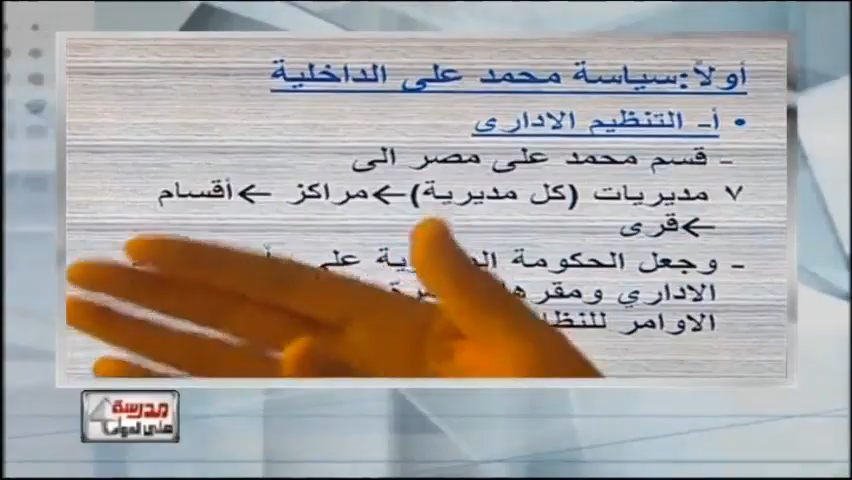 أولاً:سياسة محمد على الداخلية
• أ- التنظيم الادارى
- قسم محمد على مصر الى
٧ مديريات (كل مديرية)←مراكز ←أقسام
←قرى
- وجعل الحكومة
الاداري ومقرها
الاوامر للنظا
مدرسة
على الهواء